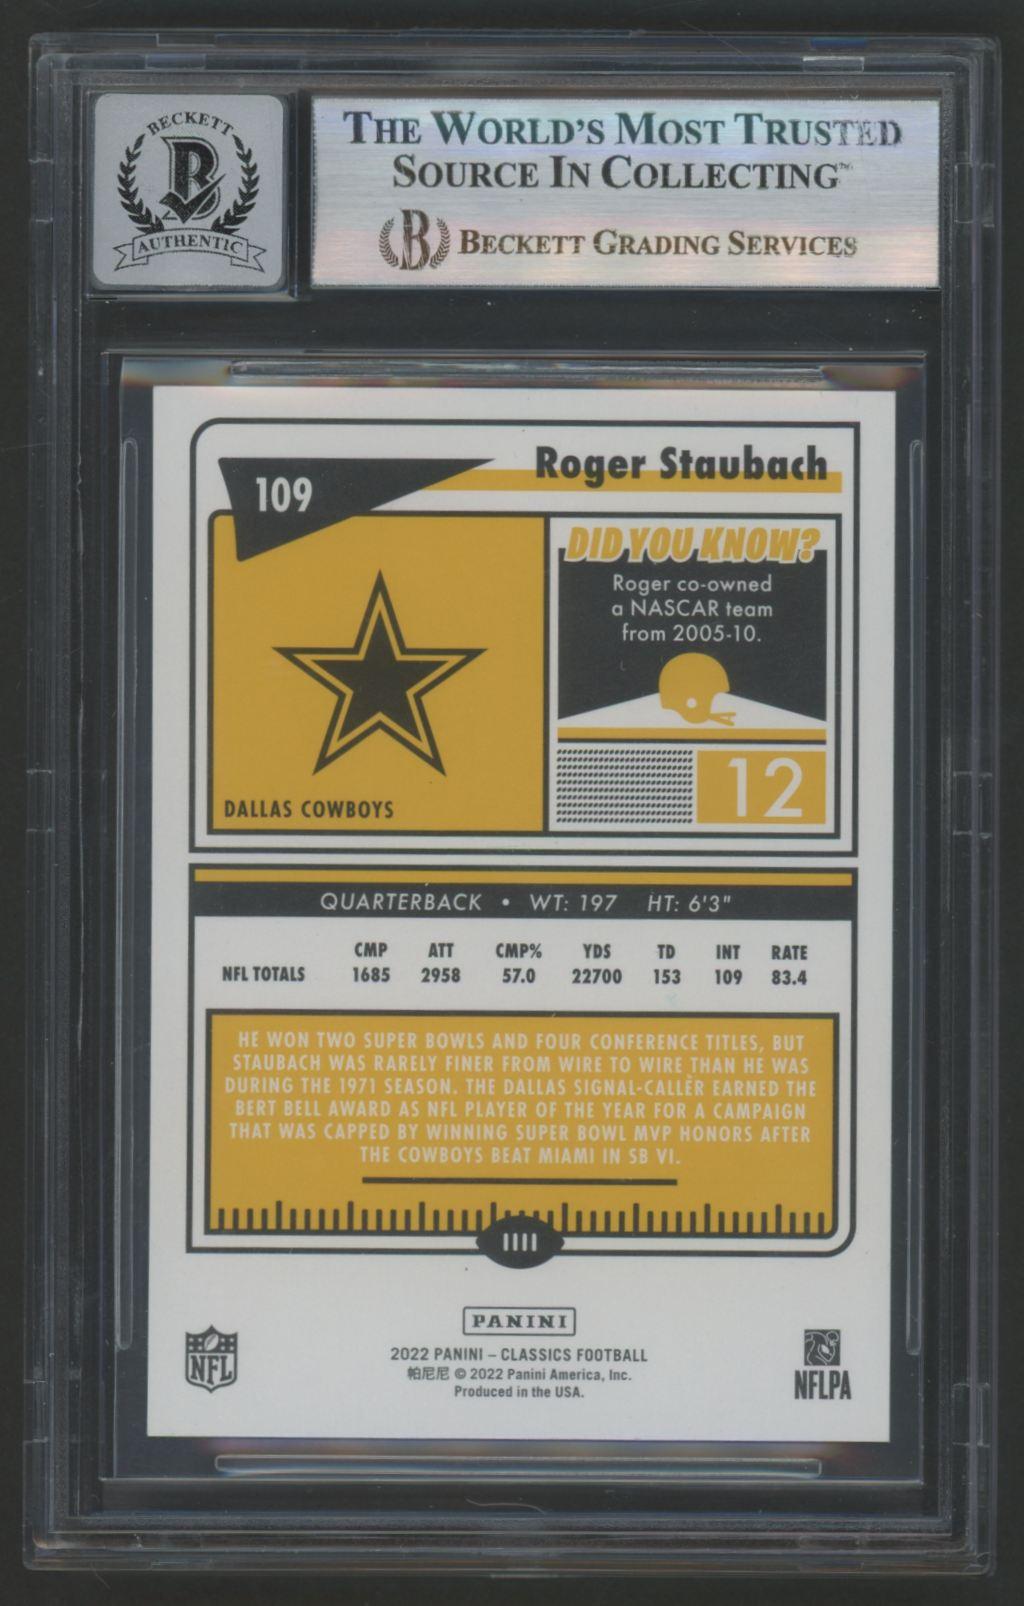 BECKETT
B
AUTHENTIC
THE WORLD'S MOST TRUSTED
SOURCE IN COLLECTING™
B BECKETT GRADING SERVICES
109
Roger Staubach
DID YOU KNOW?
Roger co-owned
a NASCAR team
from 2005-10.
12
DALLAS COWBOYS
QUARTERBACK • WT: 197 HT: 6'3"
CMP ATT CMP% YDS TD INT RATE
NFL TOTALS 1685 2958 57.0 22700 153 109 83.4
HE WON TWO SUPER BOWLS AND FOUR CONFERENCE TITLES, BUT
STAUBACH WAS RARELY FINER FROM WIRE TO WIRE THAN HE WAS
DURING THE 1971 SEASON. THE DALLAS SIGNAL-CALLER EARNED THE
BERT BELL AWARD AS NFL PLAYER OF THE YEAR FOR A CAMPAIGN
THAT WAS CAPPED BY WINNING SUPER BOWL MVP HONORS AFTER
THE COWBOYS BEAT MIAMI IN SB VI.
PANINI
2022 PANINI – CLASSICS FOOTBALL
帕尼尼 © 2022 Panini America, Inc.
Produced in the USA.
NFL
NFLPA